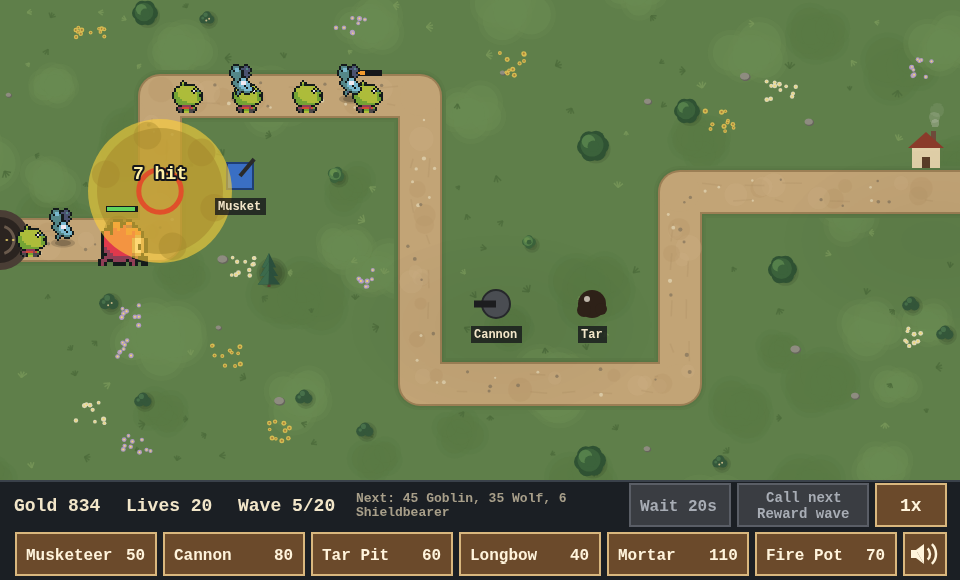 7 hit
Musket
Cannon
Tar
Gold 834
Lives 20
Wave 5/20
Next: 45 Goblin, 35 Wolf, 6
Shieldbearer
Wait 20s
Call next
Reward wave
1x
Musketeer 50
Cannon 80
Tar Pit 60
Longbow 40
Mortar 110
Fire Pot 70